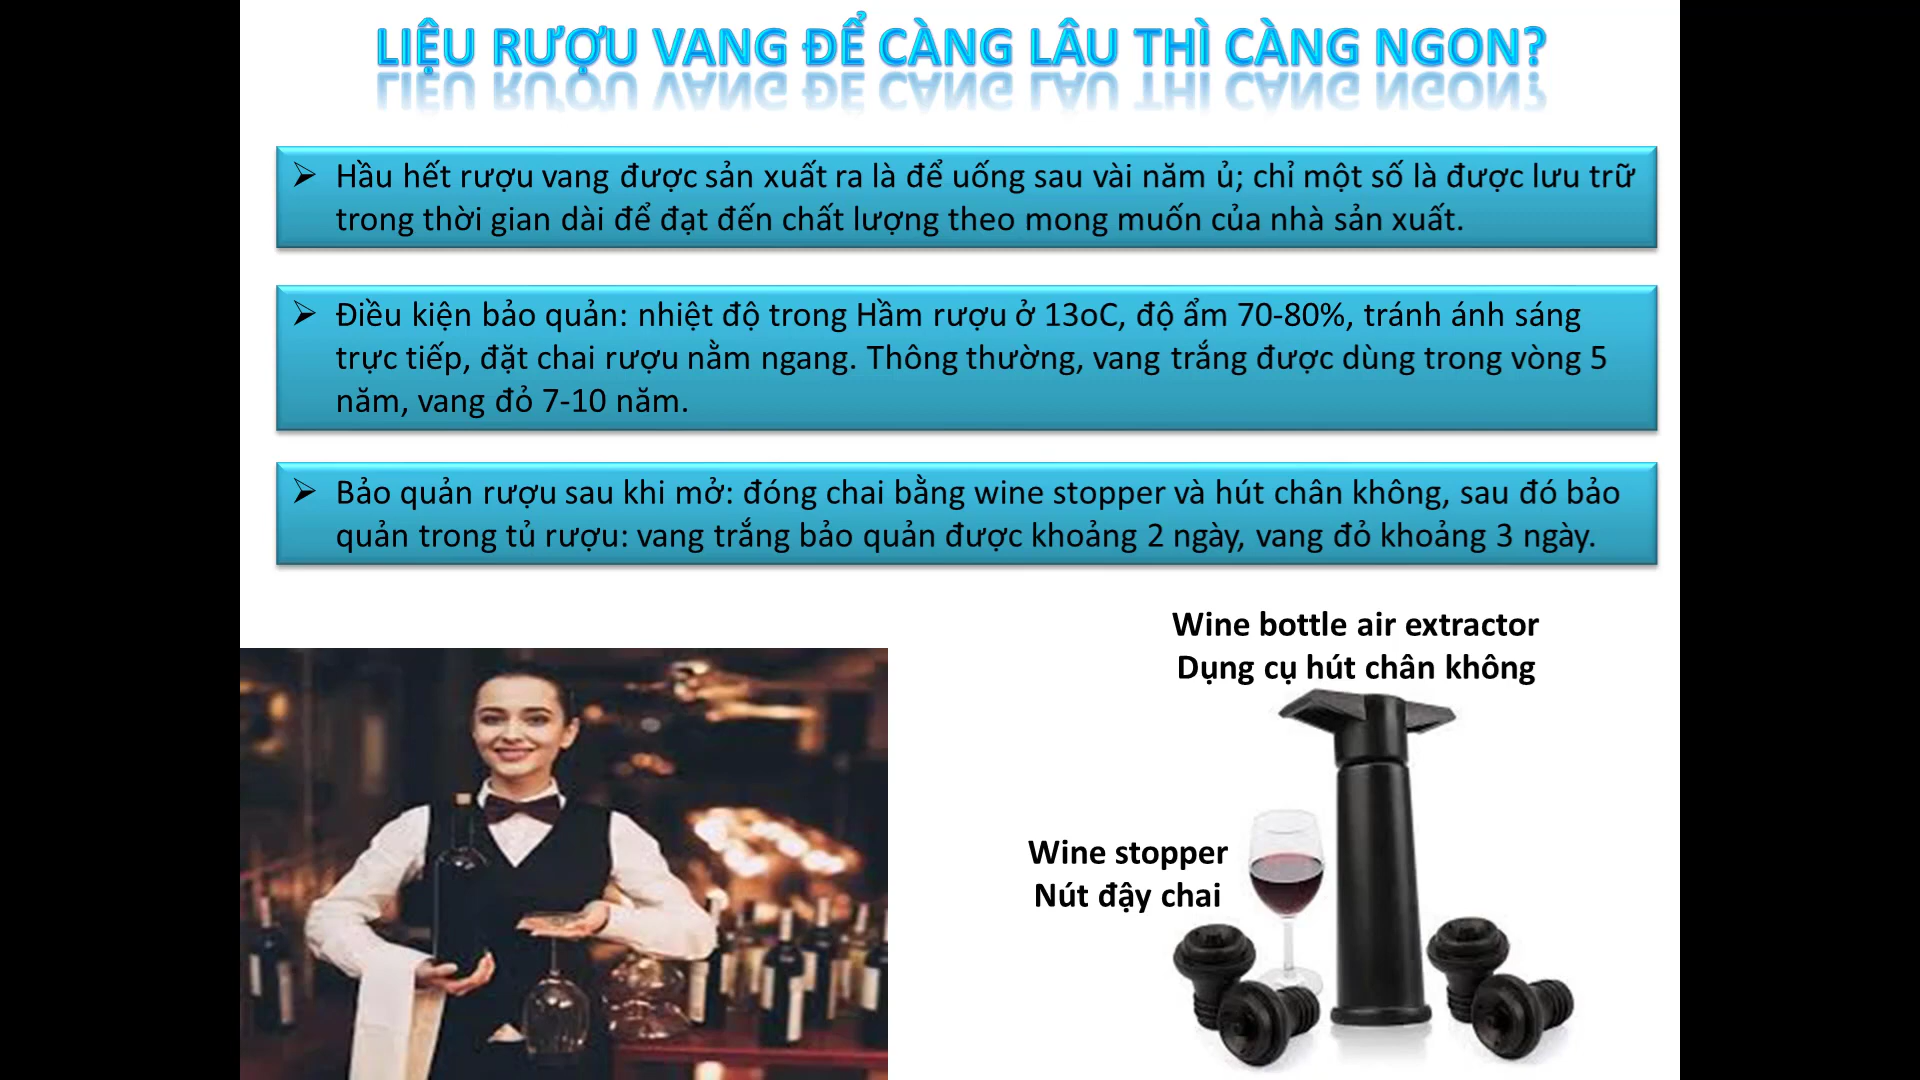 LIỆU RƯỢU VANG ĐỂ CÀNG LÂU THÌ CÀNG NGON?
➢ Hầu hết rượu vang được sản xuất ra là để uống sau vài năm ủ; chỉ một số là được lưu trữ
trong thời gian dài để đạt đến chất lượng theo mong muốn của nhà sản xuất.
➢ Điều kiện bảo quản: nhiệt độ trong Hầm rượu ở 13oC, độ ẩm 70-80%, tránh ánh sáng
trực tiếp, đặt chai rượu nằm ngang. Thông thường, vang trắng được dùng trong vòng 5
năm, vang đỏ 7-10 năm.
➢ Bảo quản rượu sau khi mở: đóng chai bằng wine stopper và hút chân không, sau đó bảo
quản trong tủ rượu: vang trắng bảo quản được khoảng 2 ngày, vang đỏ khoảng 3 ngày.
Wine bottle air extractor
Dụng cụ hút chân không
Wine stopper
Nút đậy chai